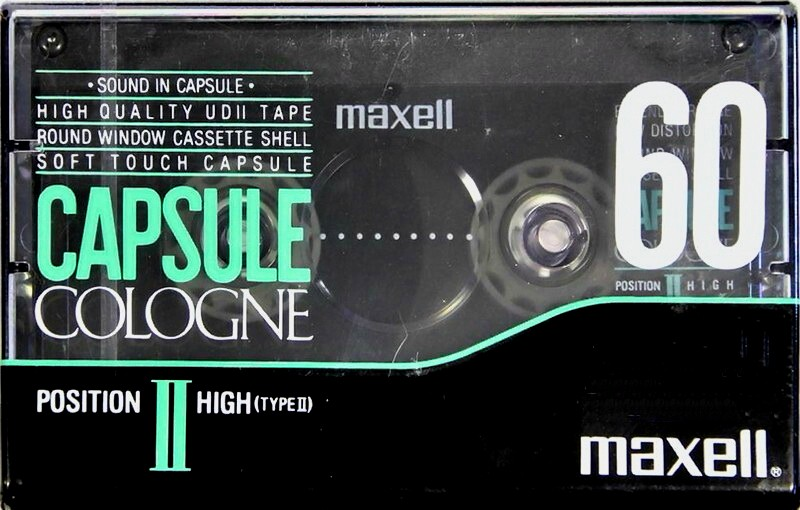 •SOUND IN CAPSULE•
HIGH QUALITY UDII TAPE
ROUND WINDOW CASSETTE SHELL
SOFT TOUCH CAPSULE
CAPSULE
COLOGNE
POSITION II HIGH (TYPE II)
maxell
60
POSITION II HIGH
maxell®